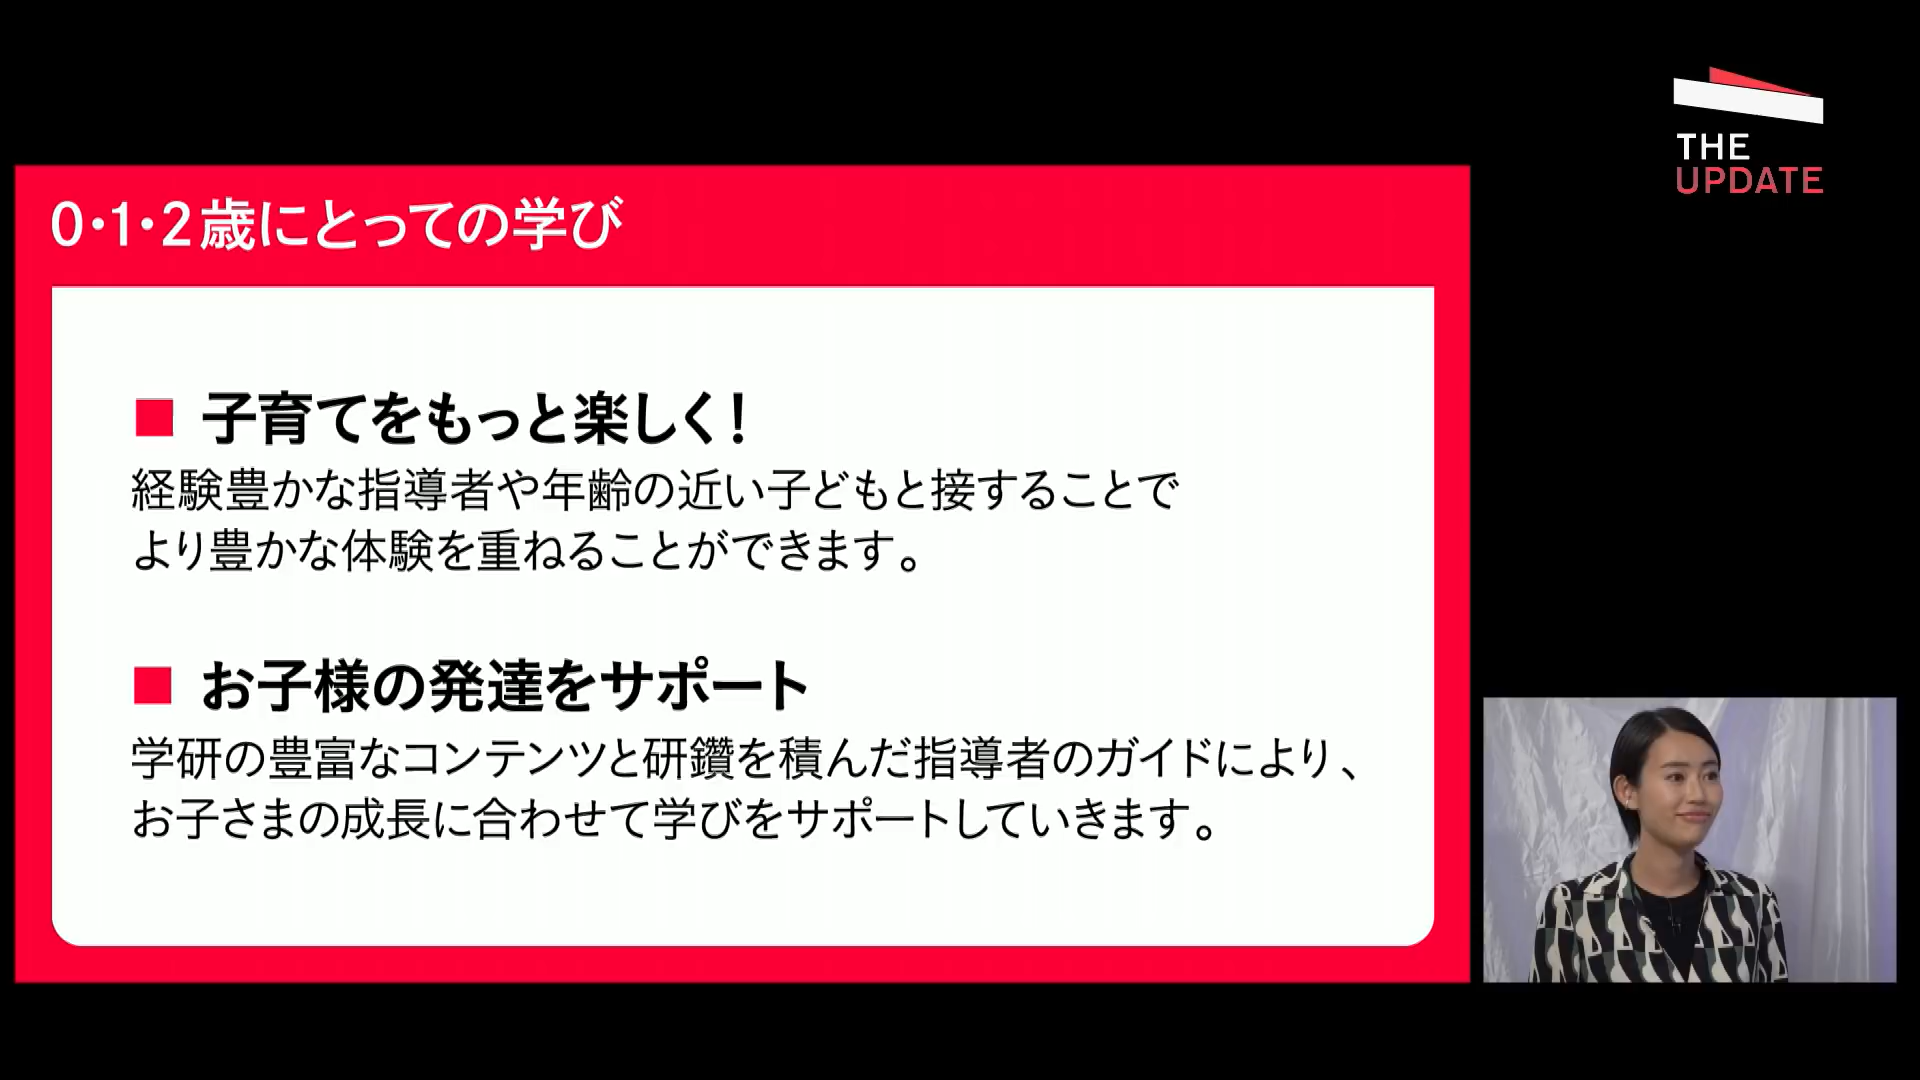 0・1・2歳にとっての学び
■ 子育てをもっと楽しく!
経験豊かな指導者や年齢の近い子どもと接することで
より豊かな体験を重ねることができます。
■ お子様の発達をサポート
学研の豊富なコンテンツと研鑽を積んだ指導者のガイドにより、
お子さまの成長に合わせて学びをサポートしていきます。
THE
UPDATE